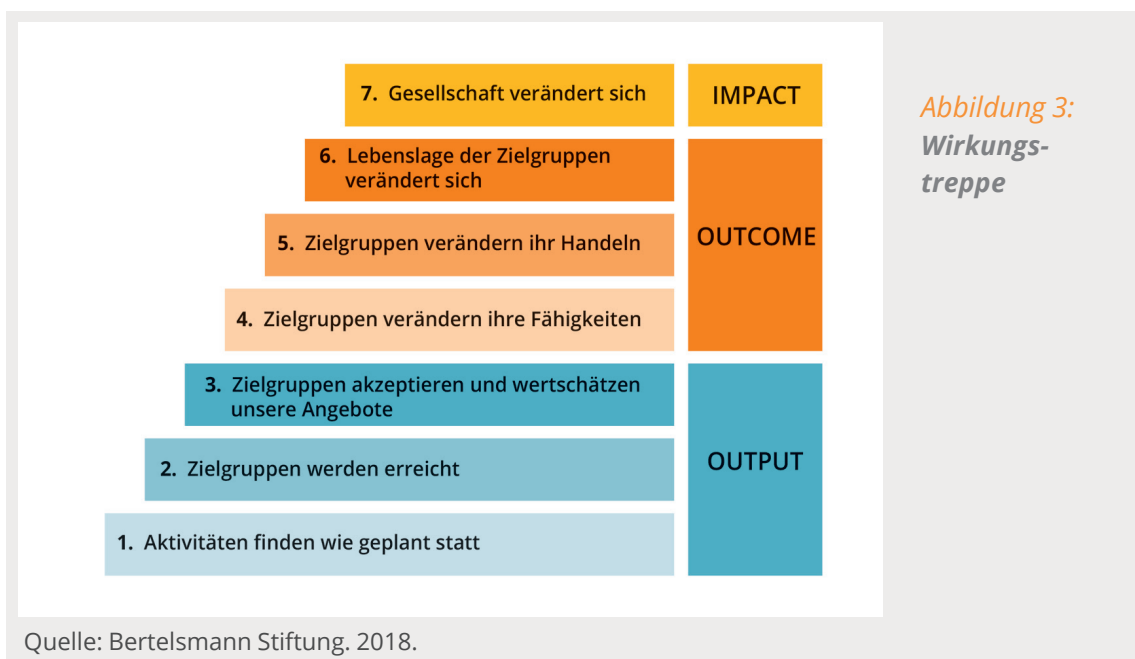 7. Gesellschaft verändert sich
IMPACT
6. Lebenslage der Zielgruppen
verändert sich
5. Zielgruppen verändern ihr Handeln
OUTCOME
4. Zielgruppen verändern ihre Fähigkeiten
3. Zielgruppen akzeptieren und wertschätzen
unsere Angebote
2. Zielgruppen werden erreicht
OUTPUT
1. Aktivitäten finden wie geplant statt
Abbildung 3:
Wirkungs-
treppe
Quelle: Bertelsmann Stiftung. 2018.